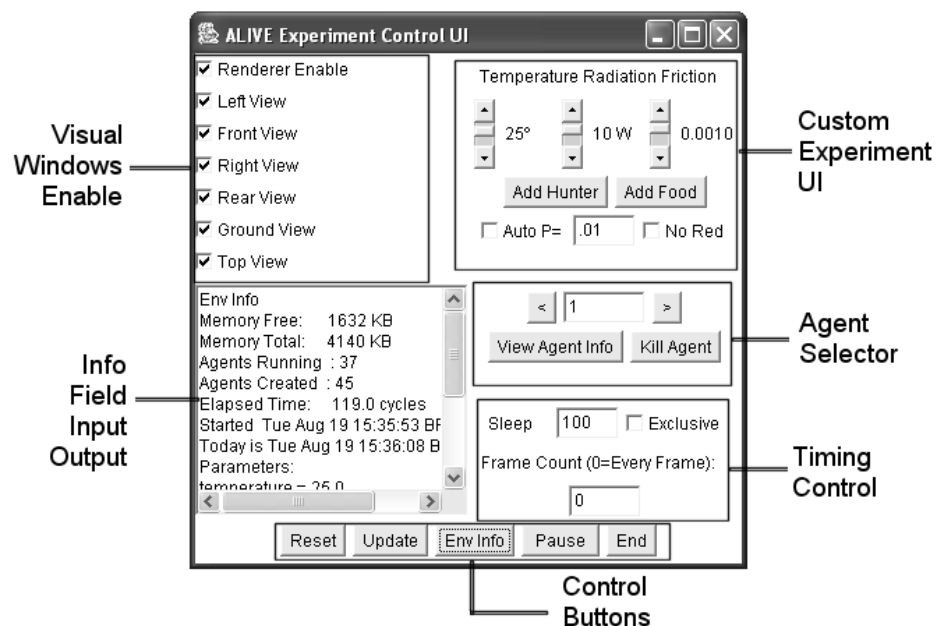 ALIVE Experiment Control UI
Visual
Windows
Enable
Renderer Enable
Left View
Front View
Right View
Rear View
Ground View
Top View
Temperature Radiation Friction
25° 10 W 0.0010
Add Hunter Add Food
Auto P= .01 No Red
Custom
Experiment
UI
Info
Field
Input
Output
Env Info
Memory Free: 1632 KB
Memory Total: 4140 KB
Agents Running : 37
Agents Created : 45
Elapsed Time: 119.0 cycles
Started Tue Aug 19 15:35:53 BF
Today is Tue Aug 19 15:36:08 B
Parameters:
temperature = 25.0
< 1 >
View Agent Info Kill Agent
Agent
Selector
Sleep 100 Exclusive
Frame Count (0=Every Frame):
0
Timing
Control
Reset Update Env Info Pause End
Control
Buttons